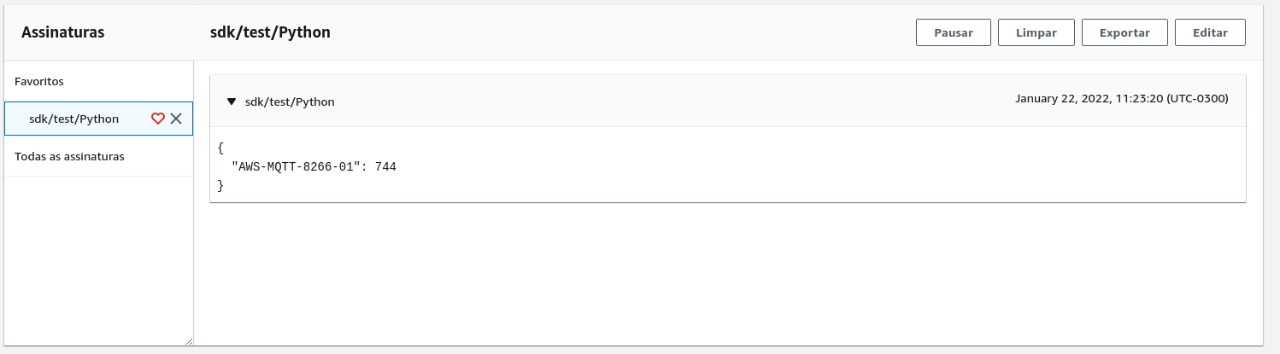 Assinaturas
sdk/test/Python
Pausar
Limpar
Exportar
Editar
Favoritos
sdk/test/Python
Todas as assinaturas
sdk/test/Python
January 22, 2022, 11:23:20 (UTC-0300)
{
"AWS-MQTT-8266-01": 744
}